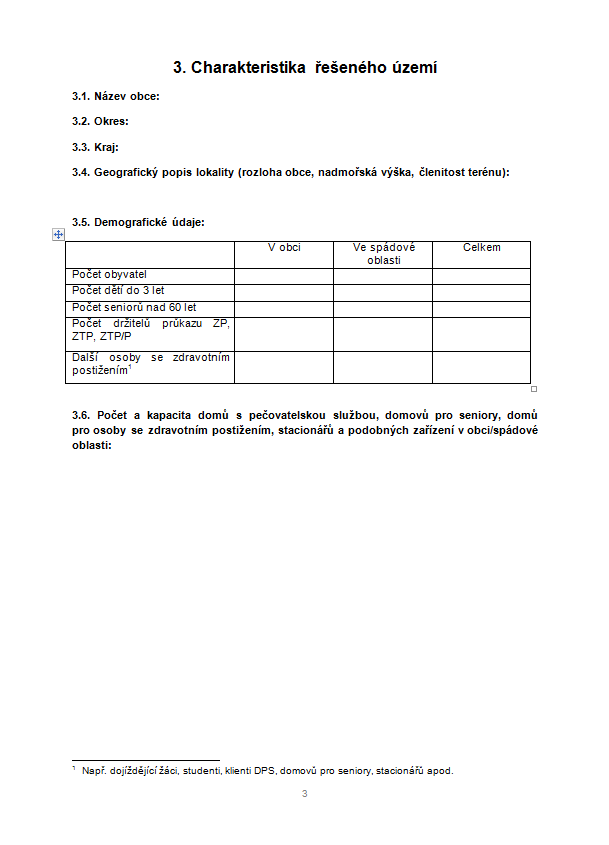 3. Charakteristika řešeného území
3.1. Název obce:
3.2. Okres:
3.3. Kraj:
3.4. Geografický popis lokality (rozloha obce, nadmořská výška, členitost terénu):
3.5. Demografické údaje:
V obci
Ve spádové
oblasti
Celkem
Počet obyvatel
Počet dětí do 3 let
Počet seniorů nad 60 let
Počet držitelů průkazu ZP,
ZTP, ZTP/P
Další osoby se zdravotním
postižením¹
3.6. Počet a kapacita domů s pečovatelskou službou, domovů pro seniory, domů
pro osoby se zdravotním postižením, stacionářů a podobných zařízení v obci/spádové
oblasti:
¹ Např. dojíždějící žáci, studenti, klienti DPS, domovů pro seniory, stacionářů apod.
3